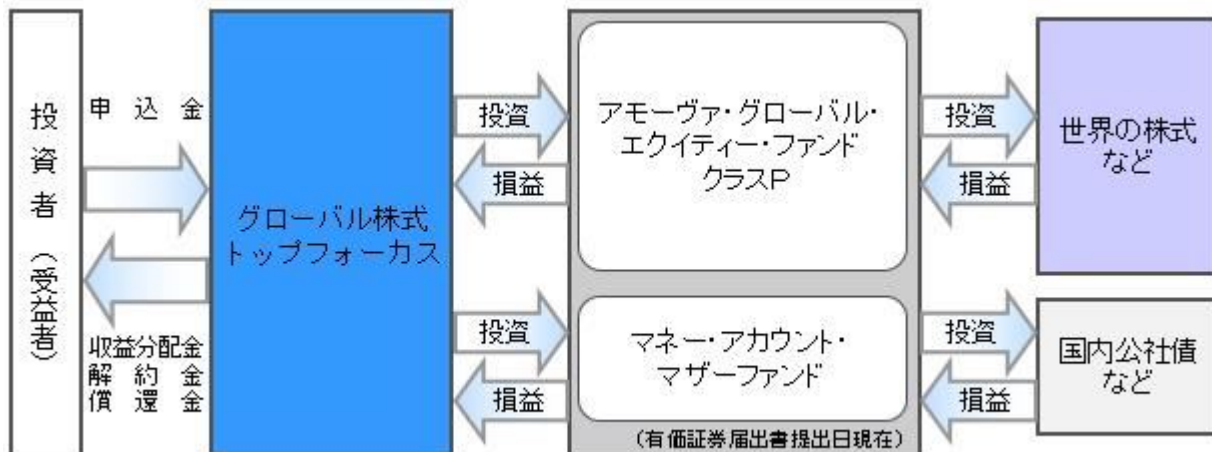 投資者（受益者）
申込金
収益分配金
解約金
償還金
グローバル株式
トップフォーカス
投資
損益
投資
損益
アモーヴァ・グローバル・
エクイティー・ファンド
クラスP
マネー・アカウント・
マザーファンド
（有価証券届出書提出日現在）
投資
損益
投資
損益
世界の株式
など
国内公社債
など